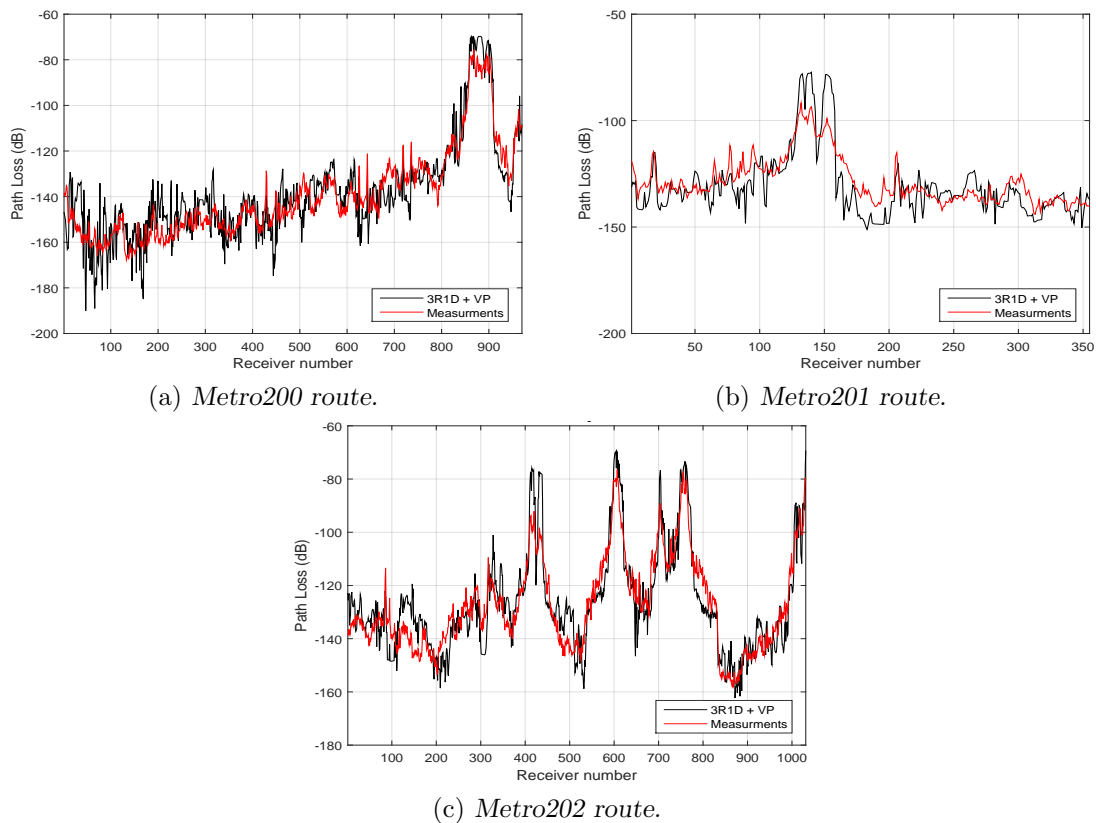 -60
-80
-100
-120
-140
-160
-180
-200
Path Loss (dB)
100 200 300 400 500 600 700 800 900
Receiver number
3R1D + VP
Measurments
(a) Metro200 route.
-50
-100
-150
-200
Path Loss (dB)
50 100 150 200 250 300 350
Receiver number
3R1D + VP
Measurments
(b) Metro201 route.
-60
-80
-100
-120
-140
-160
-180
Path Loss (dB)
100 200 300 400 500 600 700 800 900 1000
Receiver number
3R1D + VP
Measurments
(c) Metro202 route.